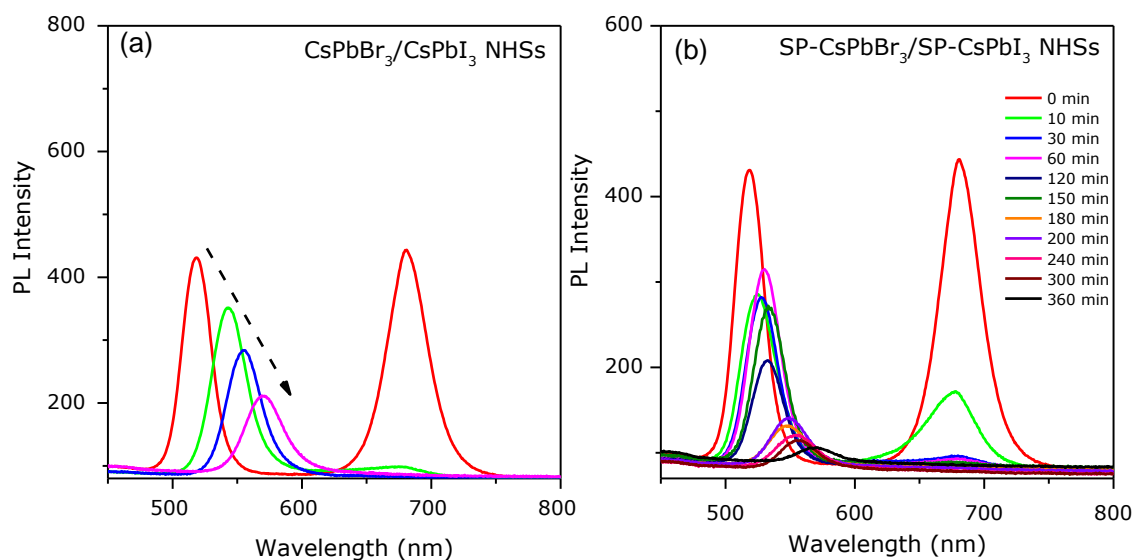 (a)
CsPbBr₃/CsPbI₃ NHSs
800
600
400
200
PL Intensity
500
600
700
800
Wavelength (nm)
(b)
SP-CsPbBr₃/SP-CsPbI₃ NHSs
600
400
200
PL Intensity
0 min
10 min
30 min
60 min
120 min
150 min
180 min
200 min
240 min
300 min
360 min
500
600
700
800
Wavelength (nm)